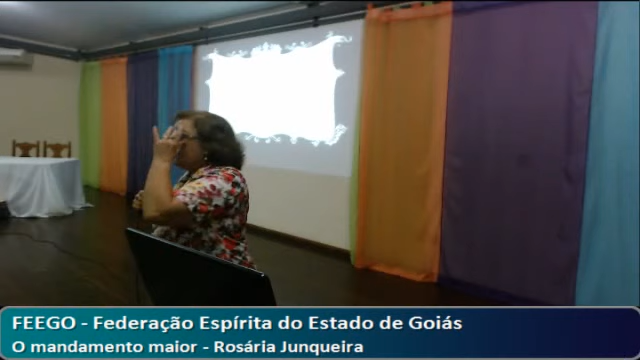 FEEGO - Federação Espírita do Estado de Goiás
O mandamento maior - Rosária Junqueira